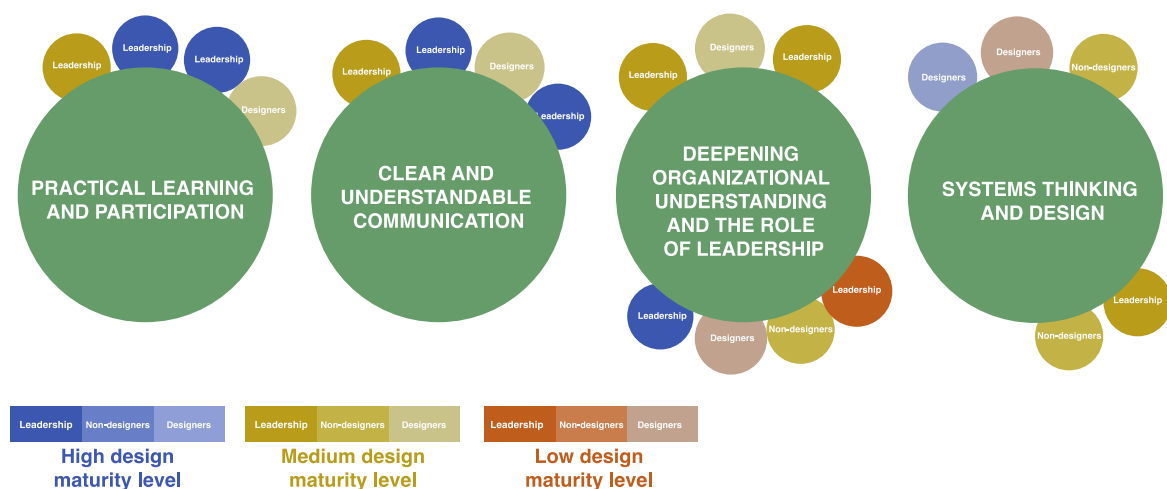 Leadership
Leadership
Leadership
Designers
PRACTICAL LEARNING
AND PARTICIPATION
Leadership
Leadership
Designers
Leadership
CLEAR AND
UNDERSTANDABLE
COMMUNICATION
Leadership
Designers
Leadership
DEEPENING
ORGANIZATIONAL
UNDERSTANDING
AND THE ROLE
OF LEADERSHIP
Leadership
Designers
Non-designers
Leadership
Designers
Designers
Non-designers
SYSTEMS THINKING
AND DESIGN
Leadership
Non-designers
Leadership Non-designers Designers
High design
maturity level
Leadership Non-designers Designers
Medium design
maturity level
Leadership Non-designers Designers
Low design
maturity level